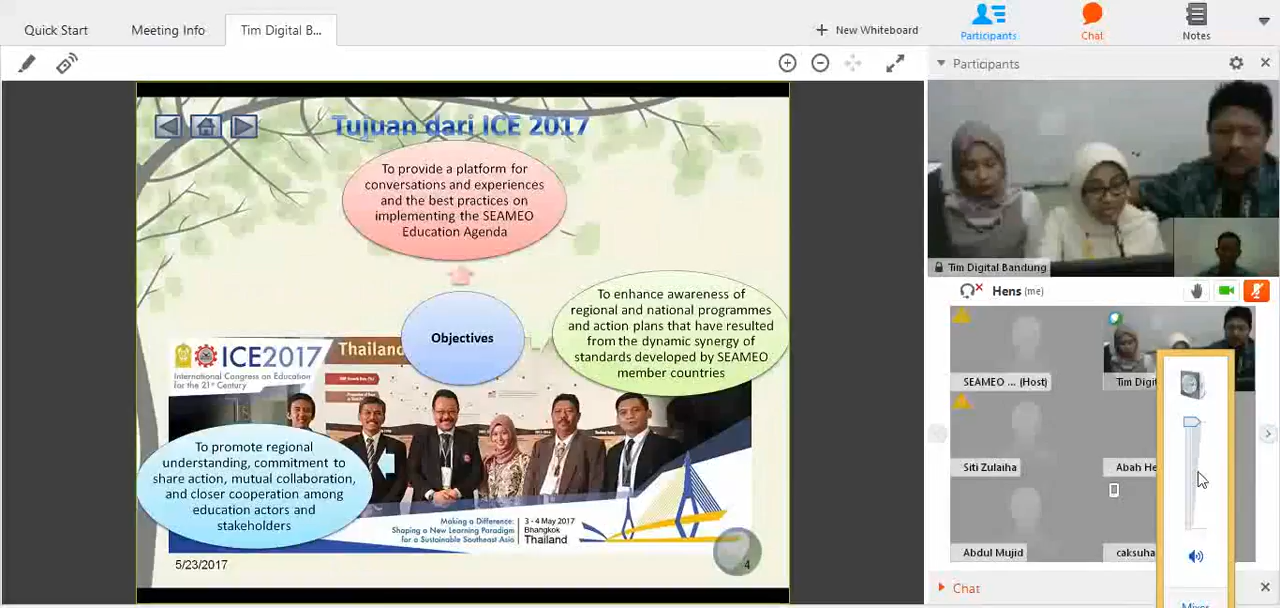 Quick Start
Meeting Info
Tim Digital B...
New Whiteboard
Participants
Chat
Notes
Participants
Tujuan dari ICE 2017
To provide a platform for
conversations and experiences
and the best practices on
implementing the SEAMEO
Education Agenda
To enhance awareness of
regional and national programmes
and action plans that have resulted
from the dynamic synergy of
standards developed by SEAMEO
member countries
Objectives
ICE2017
International Congress on Education
for the 21st Century
Thailand
To promote regional
understanding, commitment to
share action, mutual collaboration,
and closer cooperation among
education actors and
stakeholders
Making a Difference:
Shaping a New Learning Paradigm
for a Sustainable Southeast Asia
3 - 4 May 2017
Bhangkok
Thailand
5/23/2017
4
Tim Digital Bandung
Hens (me)
SEAMEO ... (Host)
Tim Digit
Siti Zulaiha
Abah He
Abdul Mujid
caksuha
Chat
Mixer